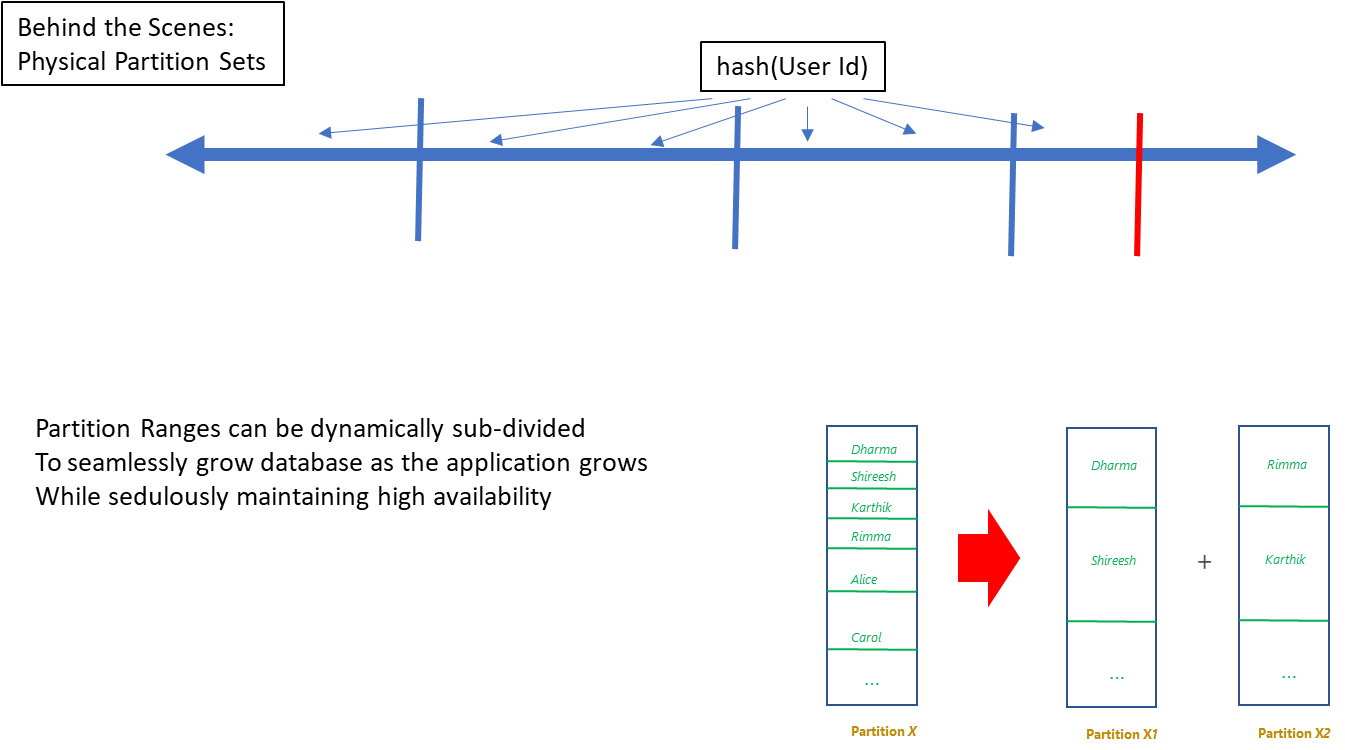 Behind the Scenes:
Physical Partition Sets
hash(User Id)
Partition Ranges can be dynamically sub-divided
To seamlessly grow database as the application grows
While sedulously maintaining high availability
Dharma
Shireesh
Karthik
Rimma
Alice
Carol
...
Partition X
Dharma
Shireesh
...
Partition X1
+
Rimma
Karthik
...
Partition X2